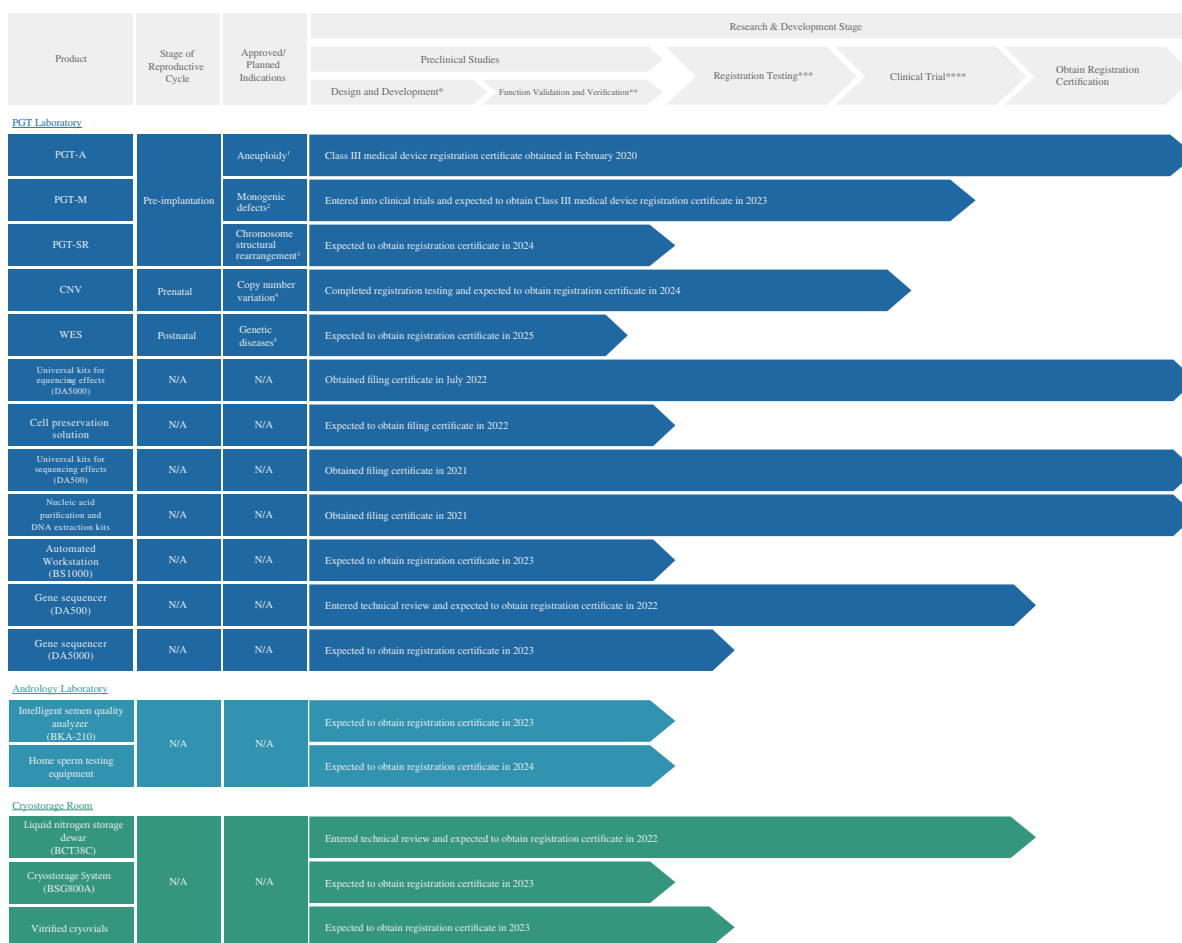 Research & Development Stage
Product
Stage of
Reproductive
Cycle
Approved/
Planned
Indications
Preclinical Studies
Design and Development*
Function Validation and Verification**
Registration Testing***
Clinical Trial****
Obtain Registration
Certification
PGT Laboratory
PGT-A
Pre-implantation
Aneuploidy¹
Class III medical device registration certificate obtained in February 2020
PGT-M
Monogenic
defects²
Entered into clinical trials and expected to obtain Class III medical device registration certificate in 2023
PGT-SR
Chromosome
structural
rearrangement³
Expected to obtain registration certificate in 2024
CNV
Prenatal
Copy number
variation⁴
Completed registration testing and expected to obtain registration certificate in 2024
WES
Postnatal
Genetic
diseases⁵
Expected to obtain registration certificate in 2025
Universal kits for
equencing effects
(DA5000)
N/A
N/A
Obtained filing certificate in July 2022
Cell preservation
solution
N/A
N/A
Expected to obtain filing certificate in 2022
Universal kits for
sequencing effects
(DA500)
N/A
N/A
Obtained filing certificate in 2021
Nucleic acid
purification and
DNA extraction kits
N/A
N/A
Obtained filing certificate in 2021
Automated
Workstation
(BS1000)
N/A
N/A
Expected to obtain registration certificate in 2023
Gene sequencer
(DA500)
N/A
N/A
Entered technical review and expected to obtain registration certificate in 2022
Gene sequencer
(DA5000)
N/A
N/A
Expected to obtain registration certificate in 2023
Andrology Laboratory
Intelligent semen quality
analyzer
(BKA-210)
N/A
N/A
Expected to obtain registration certificate in 2023
Home sperm testing
equipment
Expected to obtain registration certificate in 2024
Cryostorage Room
Liquid nitrogen storage
dewar
(BCT38C)
Entered technical review and expected to obtain registration certificate in 2022
Cryostorage System
(BSG800A)
N/A
N/A
Expected to obtain registration certificate in 2023
Vitrified cryovials
Expected to obtain registration certificate in 2023